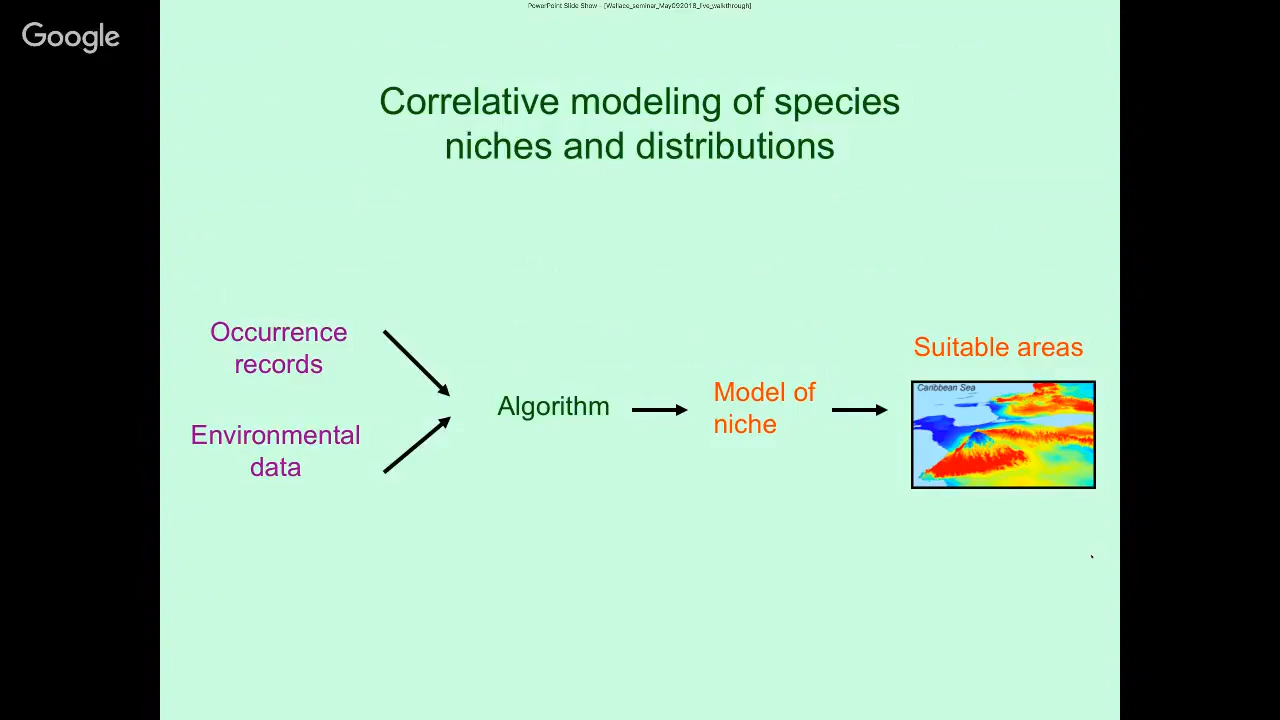 PowerPoint Slide Show - [Wallace_seminar_May092018_live_walkthrough]
Google
Correlative modeling of species
niches and distributions
Occurrence
records
Environmental
data
Algorithm
Model of
niche
Suitable areas
Caribbean Sea